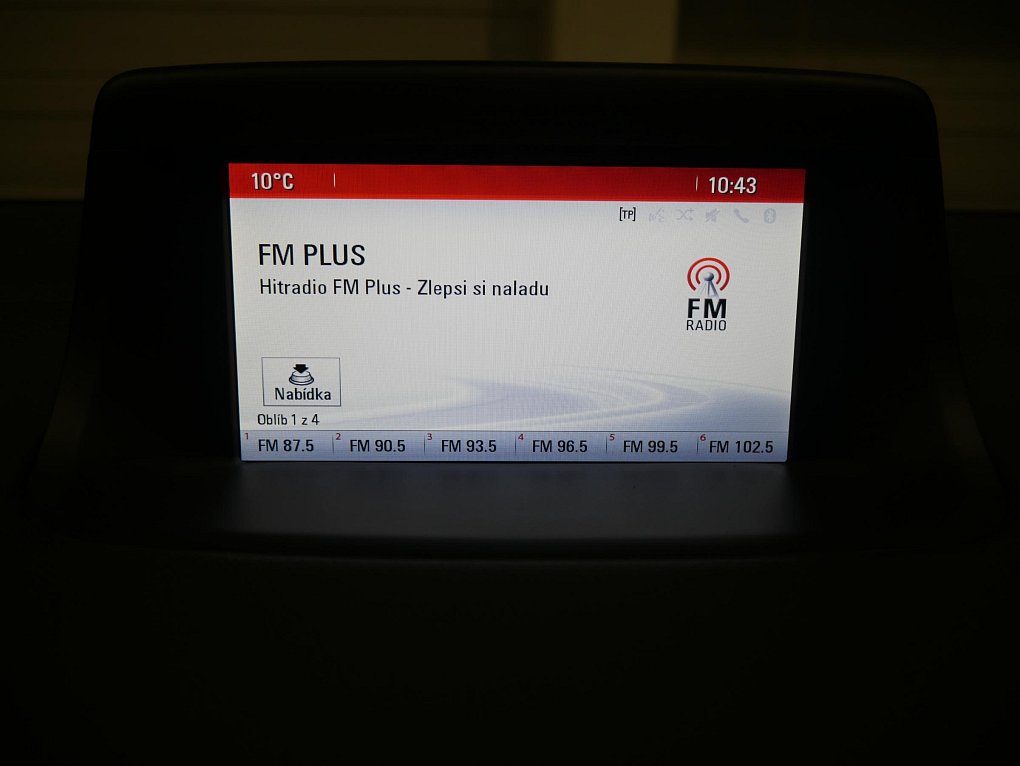 10°C 10:43
[TP]
FM PLUS
Hitradio FM Plus - Zlepsi si naladu
FM
RADIO
Nabídka
Oblíb 1 z 4
1 FM 87.5 2 FM 90.5 3 FM 93.5 4 FM 96.5 5 FM 99.5 6 FM 102.5